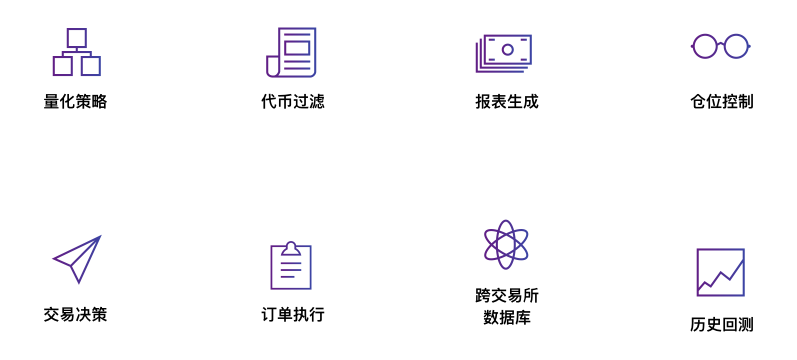 量化策略
代币过滤
报表生成
仓位控制
交易决策
订单执行
跨交易所
数据库
历史回测